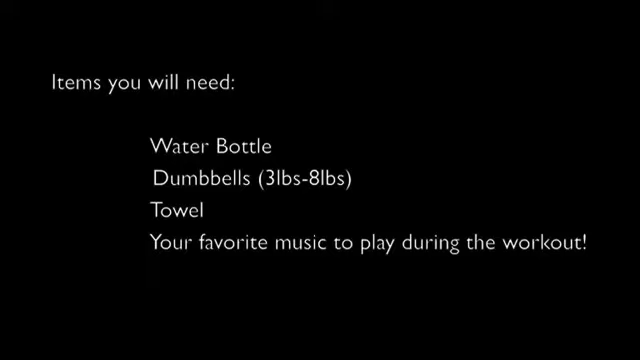 Items you will need:
Water Bottle
Dumbbells (3lbs-8lbs)
Towel
Your favorite music to play during the workout!